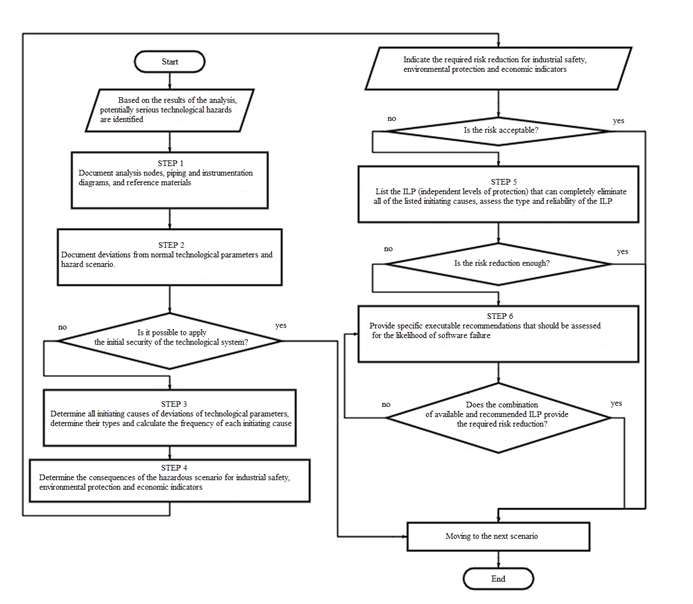 Start
Based on the results of the analysis,
potentially serious technological hazards
are identified
STEP 1
Document analysis nodes, piping and instrumentation
diagrams, and reference materials
STEP 2
Document deviations from normal technological parameters and
hazard scenario.
no
Is it possible to apply
the initial security of the technological system?
yes
STEP 3
Determine all initiating causes of deviations of technological parameters,
determine their types and calculate the frequency of each initiating cause
STEP 4
Determine the consequences of the hazardous scenario for industrial safety,
environmental protection and economic indicators
Indicate the required risk reduction for industrial safety,
environmental protection and economic indicators
no
Is the risk acceptable?
yes
STEP 5
List the ILP (independent levels of protection) that can completely eliminate
all of the listed initiating causes, assess the type and reliability of the ILP
no
Is the risk reduction enough?
yes
STEP 6
Provide specific executable recommendations that should be assessed
for the likelihood of software failure
no
Does the combination
of available and recommended ILP provide
the required risk reduction?
yes
Moving to the next scenario
End